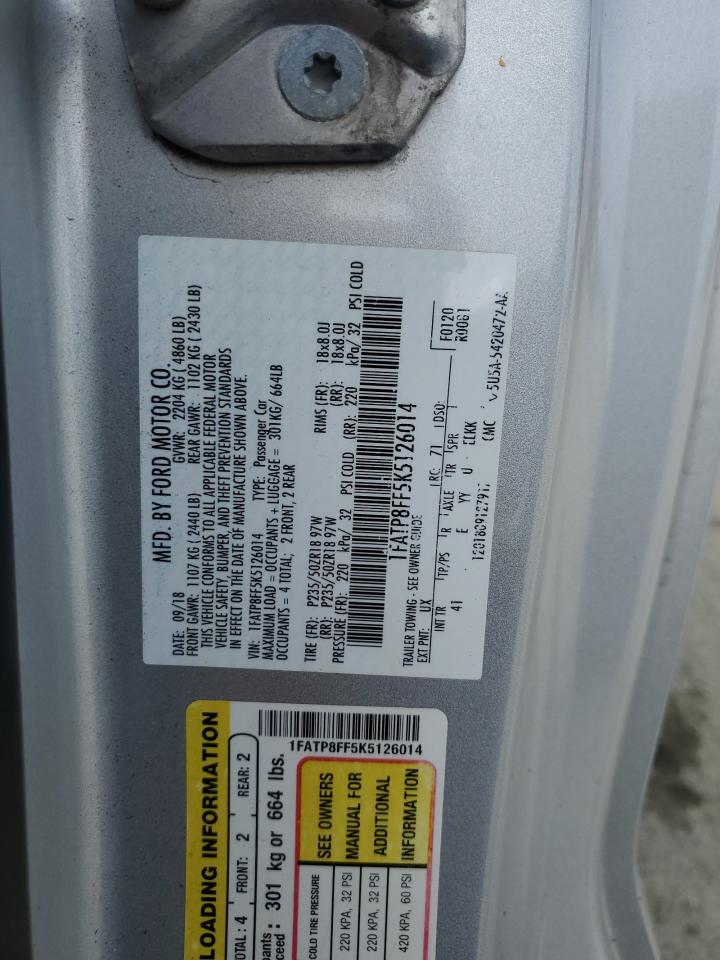 MFD. BY FORD MOTOR CO.
DATE: 09/18 GVWR: 2204 KG ( 4860 LB)
FRONT GAWR: 1107 KG ( 2440 LB) REAR GAWR: 1102 KG ( 2430 LB)
THIS VEHICLE CONFORMS TO ALL APPLICABLE FEDERAL MOTOR
VEHICLE SAFETY, BUMPER, AND THEFT PREVENTION STANDARDS
IN EFFECT ON THE DATE OF MANUFACTURE SHOWN ABOVE.
VIN: 1FATP8FF5K5126014 TYPE: Passenger Car
MAXIMUM LOAD = OCCUPANTS + LUGGAGE = 301KG/ 664LB
OCCUPANTS = 4 TOTAL; 2 FRONT, 2 REAR
TIRE (FR): P235/50ZR18 97W RIMS (FR): 18x8.0J
(RR): P235/50ZR18 97W (RR): 18x8.0J
PRESSURE (FR): 220 kPa/ 32 PSI COLD (RR): 220 kPa/ 32 PSI COLD
1FATP8FF5K5126014
TRAILER TOWING - SEE OWNER GUIDE
EXT PNT: UX RC: 71 DSO: F0120
R0061
INT TR TP/PS R AXLE TR SPR
41 E YY U
5U5A-5420472-AA
LOADING INFORMATION
1FATP8FF5K5126014
TOTAL: 4 FRONT: 2 REAR: 2
301 kg or 664 lbs.
COLD TIRE PRESSURE SEE OWNERS
220 KPA, 32 PSI MANUAL FOR
220 KPA, 32 PSI ADDITIONAL
420 KPA, 60 PSI INFORMATION